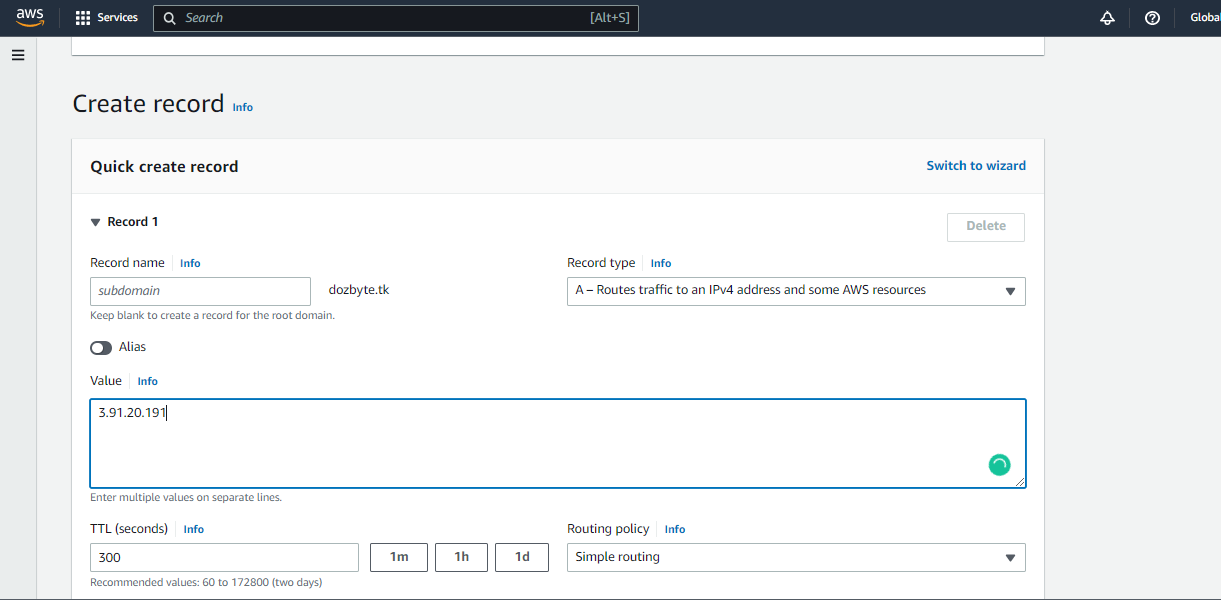 aws Services Search [Alt+S]
Create record Info
Quick create record Switch to wizard
Record 1 Delete
Record name Info Record type Info
subdomain dozbyte.tk A – Routes traffic to an IPv4 address and some AWS resources
Keep blank to create a record for the root domain.
Alias
Value Info
3.91.20.191
Enter multiple values on separate lines.
TTL (seconds) Info Routing policy Info
300 1m 1h 1d Simple routing
Recommended values: 60 to 172800 (two days)